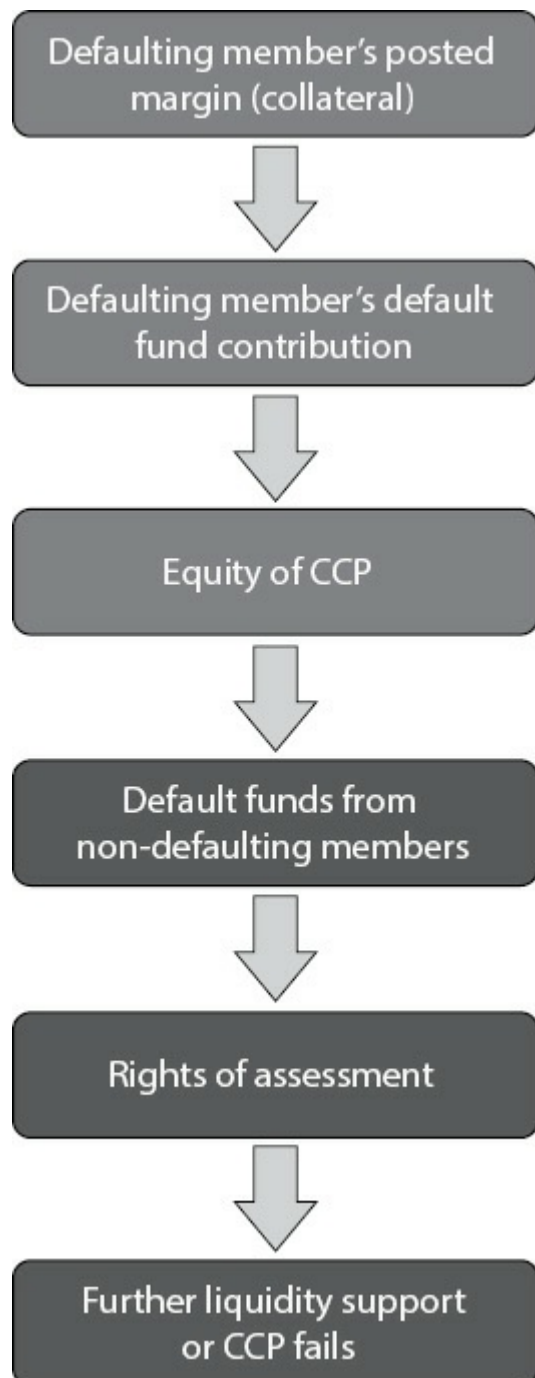 Defaulting member’s posted
margin (collateral)
Defaulting member’s default
fund contribution
Equity of CCP
Default funds from
non-defaulting members
Rights of assessment
Further liquidity support
or CCP fails